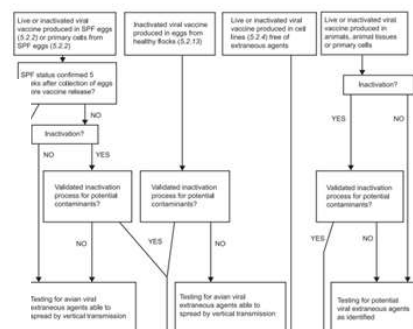 Live or inactivated viral
vaccine produced in SPF eggs
(5.2.2) or primary cells from
SPF eggs (5.2.2)
Inactivated viral vaccine
produced in eggs from
healthy flocks (5.2.13)
Live or inactivated viral
vaccine produced in cell
lines (5.2.4) free of
extraneous agents
Live or inactivated viral
vaccine produced in
animals, animal tissues
or primary cells
SPF status confirmed 5
after collection of eggs
vaccine release?
Inactivation?
NO
Inactivation?
NO
YES
YES
NO
Validated inactivation
process for potential
contaminants?
Validated inactivation
process for potential
contaminants?
Validated inactivation
process for potential
contaminants?
NO
YES
NO
YES
NO
Testing for avian viral
extraneous agents able to
spread by vertical transmission
Testing for avian viral
extraneous agents able to
spread by vertical transmission
Testing for potential
viral extraneous agents
as identified